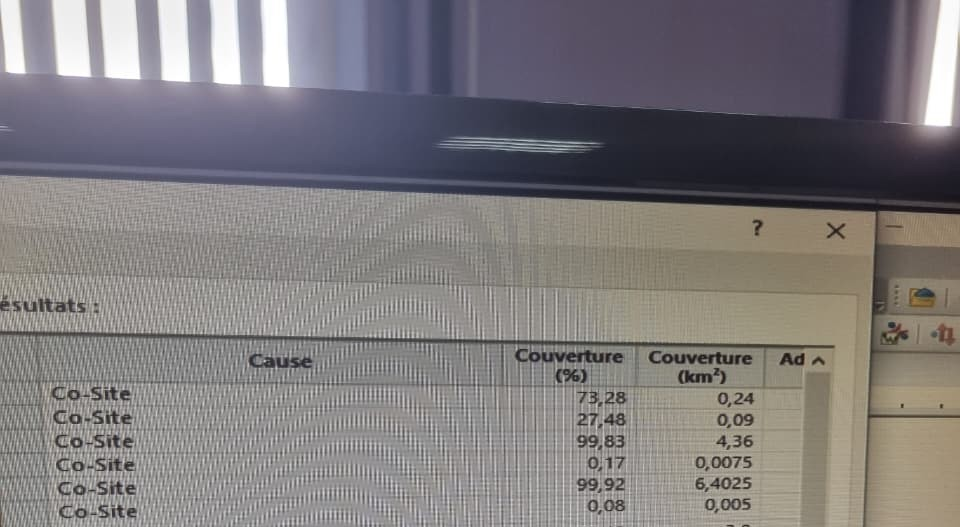 ?
ésultats :
Cause Couverture (%) Couverture (km²) Ad
Co-Site 73,28 0,24
Co-Site 27,48 0,09
Co-Site 99,83 4,36
Co-Site 0,17 0,0075
Co-Site 99,92 6,4025
Co-Site 0,08 0,005